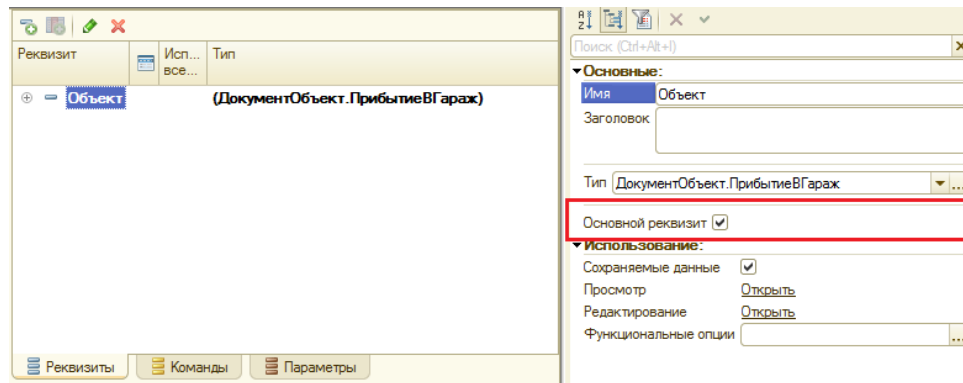 Реквизит
Исп...
все...
Тип
Объект
(ДокументОбъект.ПрибытиеВГараж)
Реквизиты
Команды
Параметры
Поиск (Ctrl+Alt+I)
Основные:
Имя Объект
Заголовок
Тип ДокументОбъект.ПрибытиеВГараж
Основной реквизит
Использование:
Сохраняемые данные
Просмотр Открыть
Редактирование Открыть
Функциональные опции